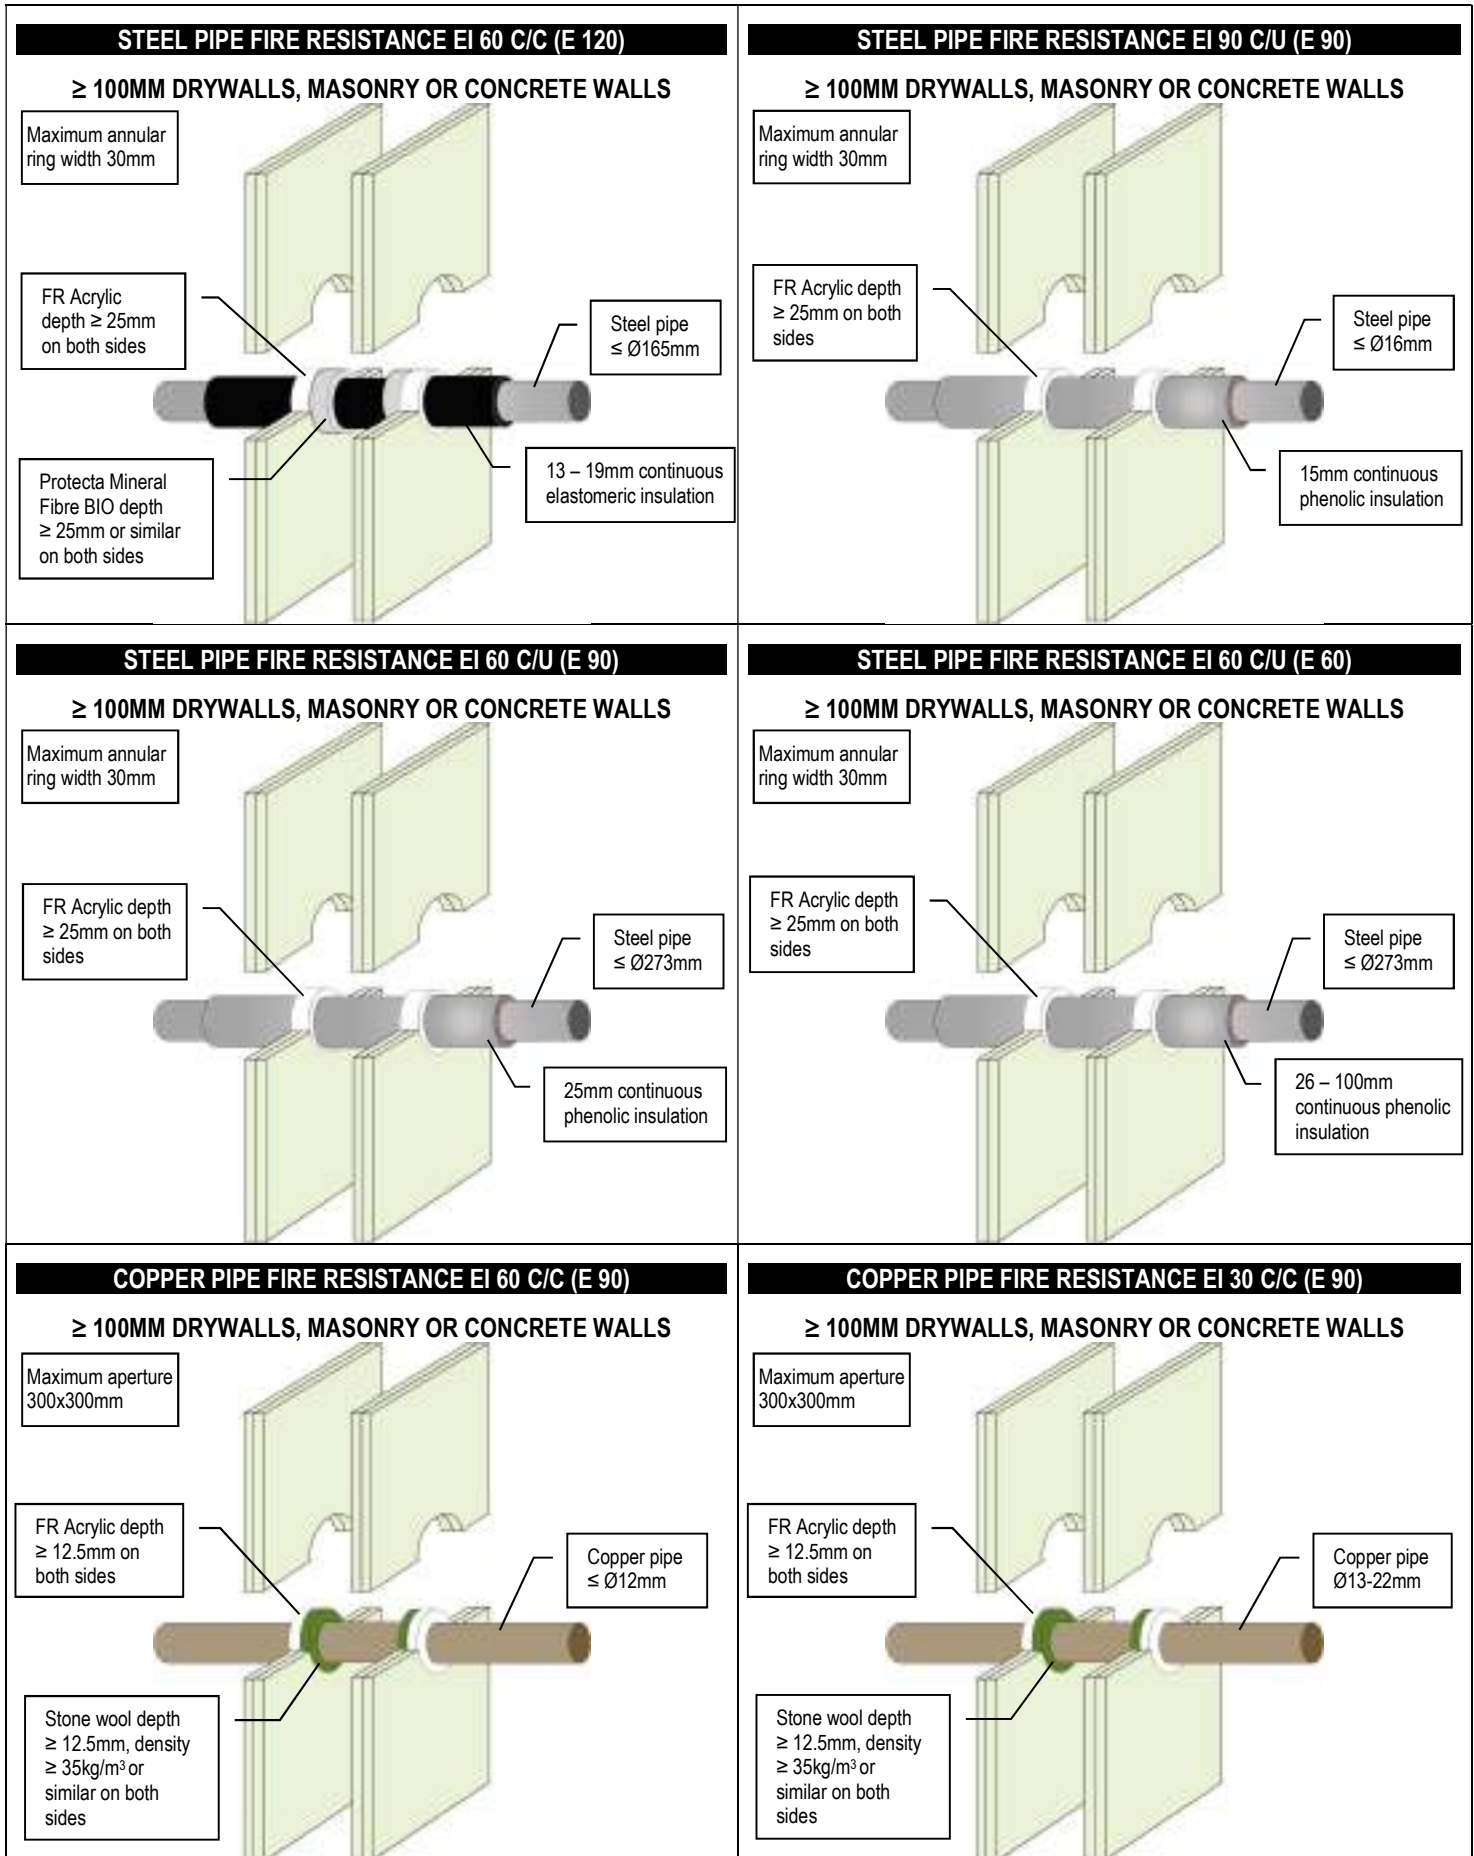 STEEL PIPE FIRE RESISTANCE EI 60 C/C (E 120)
≥ 100MM DRYWALLS, MASONRY OR CONCRETE WALLS
Maximum annular
ring width 30mm
FR Acrylic
depth ≥ 25mm
on both sides
Steel pipe
≤ Ø165mm
Protecta Mineral
Fibre BIO depth
≥ 25mm or similar
on both sides
13 – 19mm continuous
elastomeric insulation
STEEL PIPE FIRE RESISTANCE EI 90 C/U (E 90)
≥ 100MM DRYWALLS, MASONRY OR CONCRETE WALLS
Maximum annular
ring width 30mm
FR Acrylic depth
≥ 25mm on both
sides
Steel pipe
≤ Ø16mm
15mm continuous
phenolic insulation
STEEL PIPE FIRE RESISTANCE EI 60 C/U (E 90)
≥ 100MM DRYWALLS, MASONRY OR CONCRETE WALLS
Maximum annular
ring width 30mm
FR Acrylic depth
≥ 25mm on both
sides
Steel pipe
≤ Ø273mm
25mm continuous
phenolic insulation
STEEL PIPE FIRE RESISTANCE EI 60 C/U (E 60)
≥ 100MM DRYWALLS, MASONRY OR CONCRETE WALLS
Maximum annular
ring width 30mm
FR Acrylic depth
≥ 25mm on both
sides
Steel pipe
≤ Ø273mm
26 – 100mm
continuous phenolic
insulation
COPPER PIPE FIRE RESISTANCE EI 60 C/C (E 90)
≥ 100MM DRYWALLS, MASONRY OR CONCRETE WALLS
Maximum aperture
300x300mm
FR Acrylic depth
≥ 12.5mm on
both sides
Copper pipe
≤ Ø12mm
Stone wool depth
≥ 12.5mm, density
≥ 35kg/m³ or
similar on both
sides
COPPER PIPE FIRE RESISTANCE EI 30 C/C (E 90)
≥ 100MM DRYWALLS, MASONRY OR CONCRETE WALLS
Maximum aperture
300x300mm
FR Acrylic depth
≥ 12.5mm on
both sides
Copper pipe
Ø13-22mm
Stone wool depth
≥ 12.5mm, density
≥ 35kg/m³ or
similar on both
sides